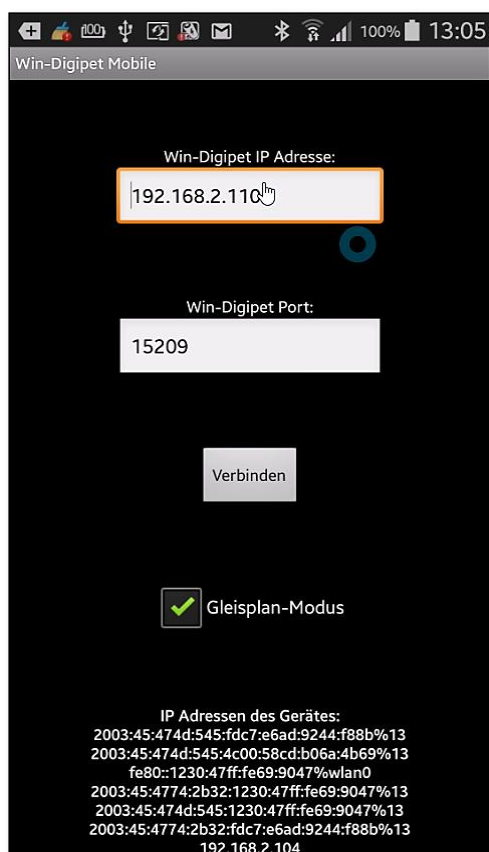 100% 13:05
Win-Digipet Mobile
Win-Digipet IP Adresse:
192.168.2.110
Win-Digipet Port:
15209
Verbinden
Gleisplan-Modus
IP Adressen des Gerätes:
2003:45:474d:545:fdc7:e6ad:9244:f88b%13
2003:45:474d:545:4c00:58cd:b06a:4b69%13
fe80::1230:47ff:fe69:9047%wlan0
2003:45:4774:2b32:1230:47ff:fe69:9047%13
2003:45:474d:545:1230:47ff:fe69:9047%13
2003:45:4774:2b32:fdc7:e6ad:9244:f88b%13
192.168.2.104